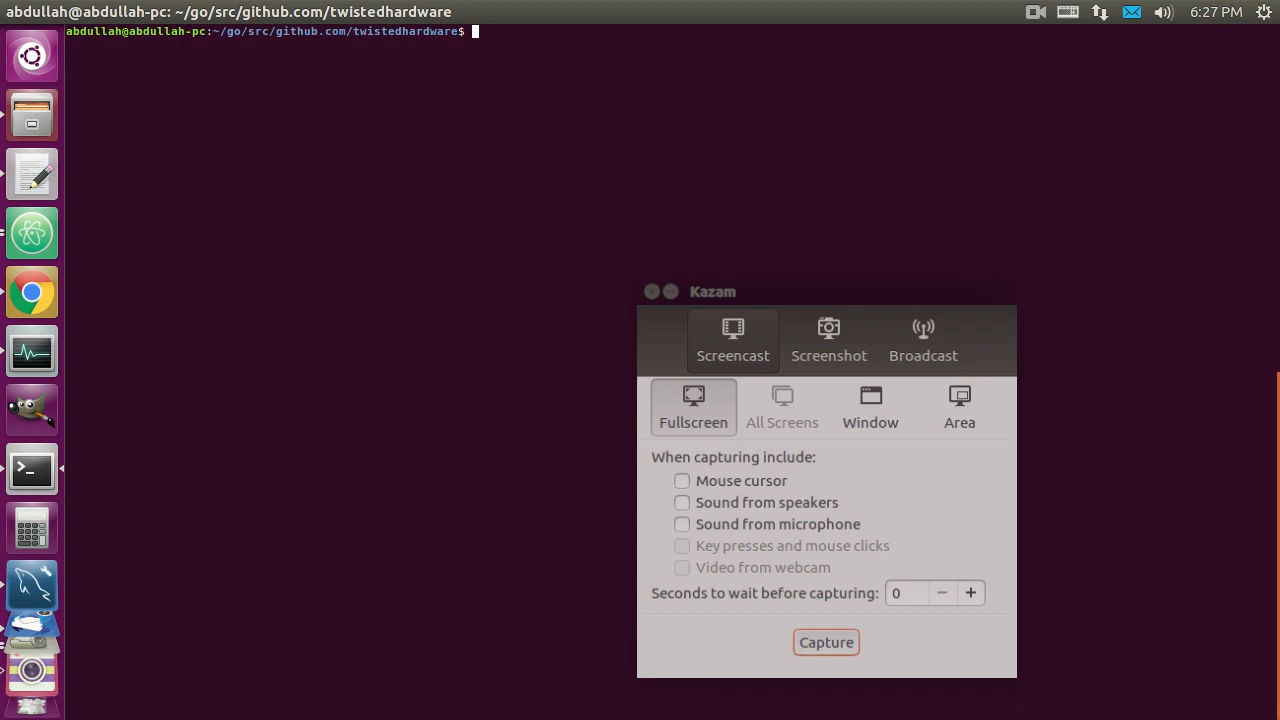 abdullah@abdullah-pc: ~/go/src/github.com/twistedhardware
6:27 PM
abdullah@abdullah-pc:~/go/src/github.com/twistedhardware$
Kazam
Screencast
Screenshot
Broadcast
Fullscreen
All Screens
Window
Area
When capturing include:
Mouse cursor
Sound from speakers
Sound from microphone
Key presses and mouse clicks
Video from webcam
Seconds to wait before capturing: 0
Capture